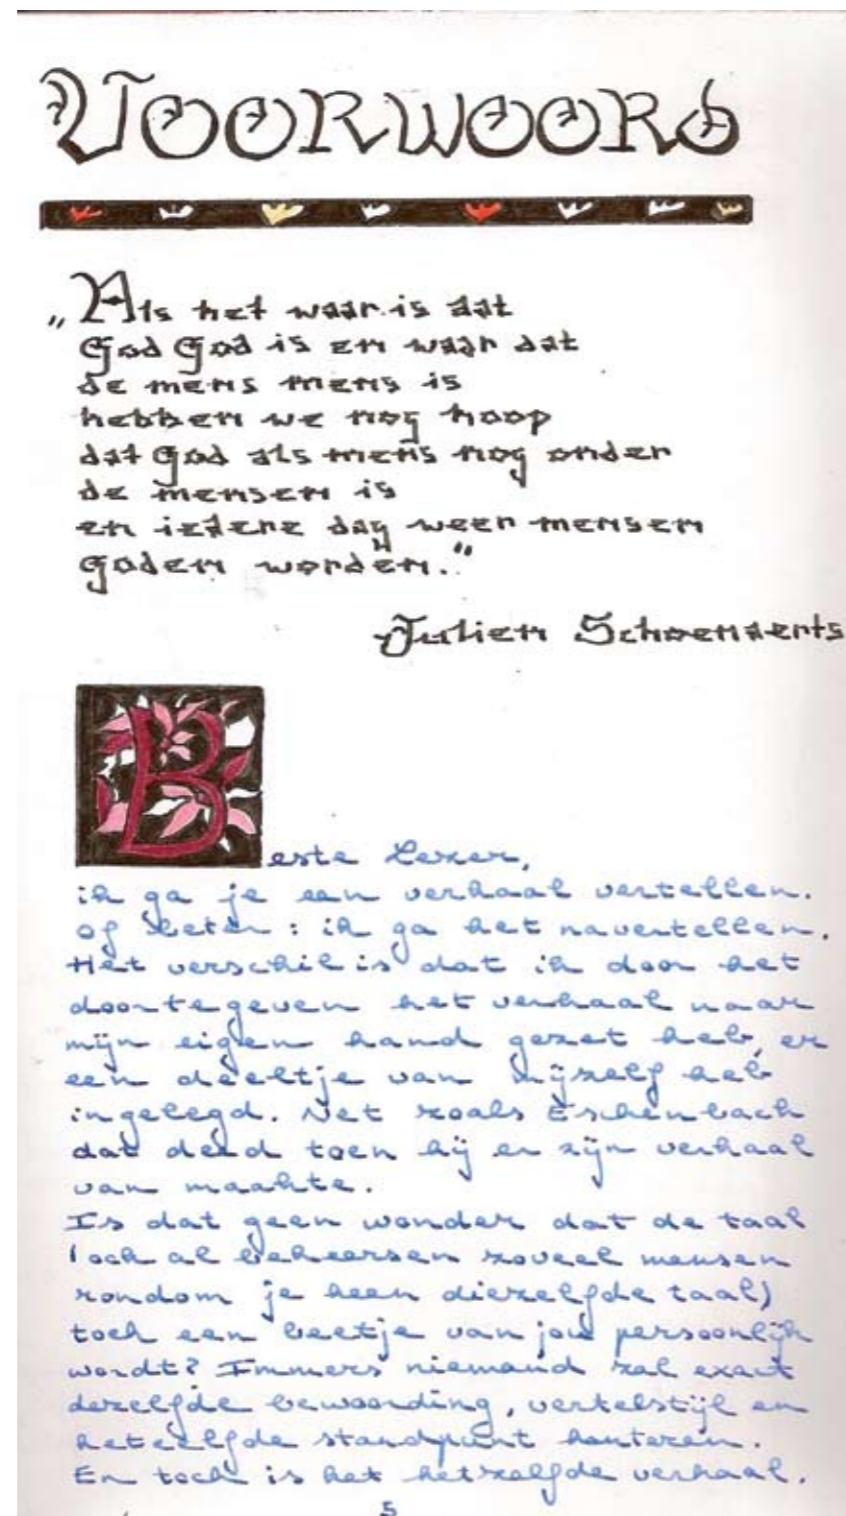 VOORWOORD
„Als het waar is dat
God God is en waar dat
de mens mens is
hebben we nog hoop
dat God als mens nog onder
de mensen is
en iedere dag weer mensen
Goden worden."
Julien Schoenaerts
Beste lezer,
ik ga je een verhaal vertellen.
Of beter: ik ga het navertellen.
Het verschil is dat ik door het
door te geven het verhaal naar
mijn eigen hand gezet heb, er
een deeltje van mijzelf heb
ingelegd. Net zoals Eschenbach
dat deed toen hij er zijn verhaal
van maakte.
Is dat geen wonder dat de taal
(ook al beheersen zoveel mensen
rondom je heen diezelfde taal)
toch een beetje van jou persoonlijk
wordt? Immers niemand zal exact
dezelfde bewoording, vertelstijl en
hetzelfde standpunt hanteren.
En toch is het hetzelfde verhaal.
5